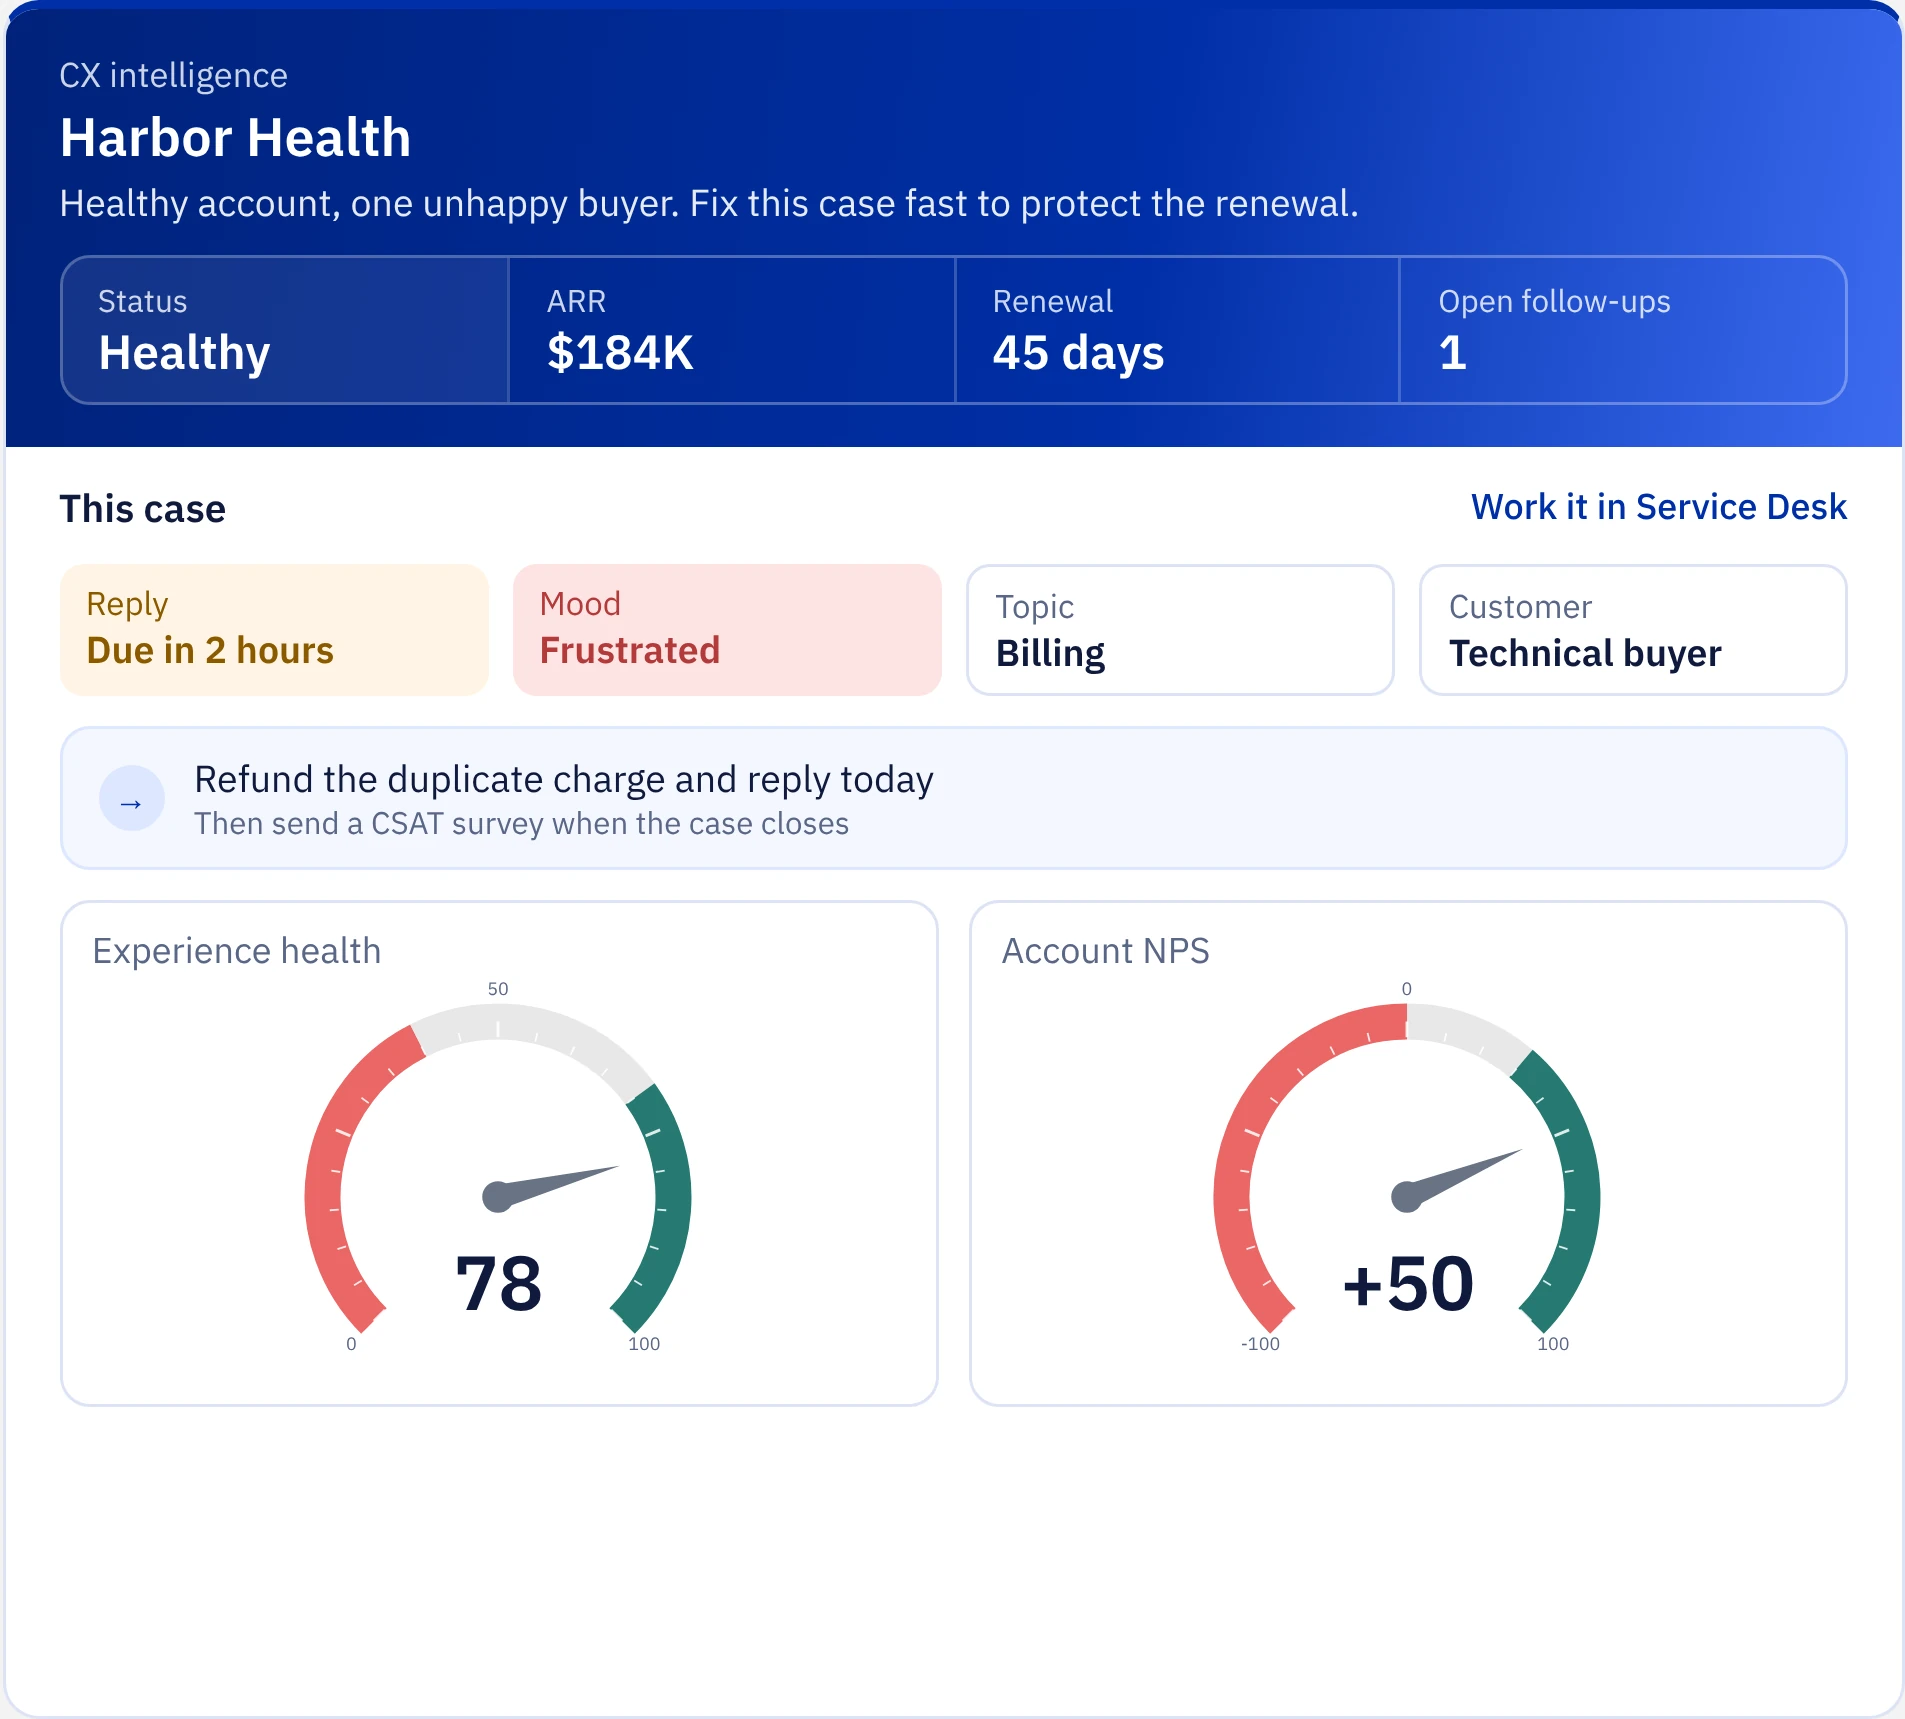 CX intelligence
Harbor Health
Healthy account, one unhappy buyer. Fix this case fast to protect the renewal.
Status
Healthy
ARR
$184K
Renewal
45 days
Open follow-ups
1
This case
Work it in Service Desk
Reply
Due in 2 hours
Mood
Frustrated
Topic
Billing
Customer
Technical buyer
→
Refund the duplicate charge and reply today
Then send a CSAT survey when the case closes
Experience health
50
78
0
100
Account NPS
0
+50
-100
100